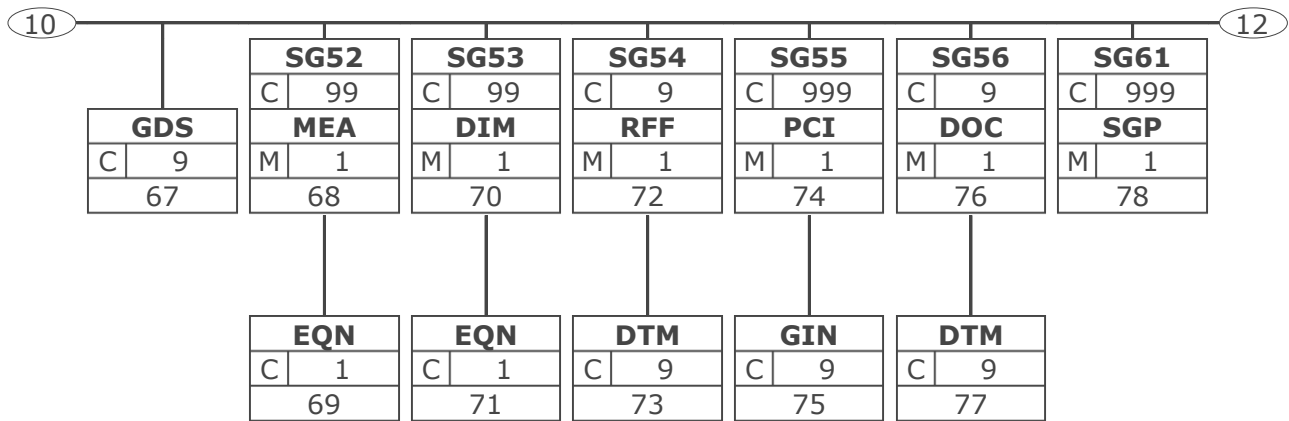 10 12
SG52 SG53 SG54 SG55 SG56 SG61
C 99 C 99 C 9 C 999 C 9 C 999
GDS MEA DIM RFF PCI DOC SGP
C 9 M 1 M 1 M 1 M 1 M 1 M 1
67 68 70 72 74 76 78
EQN EQN DTM GIN DTM
C 1 C 1 C 9 C 9 C 9
69 71 73 75 77